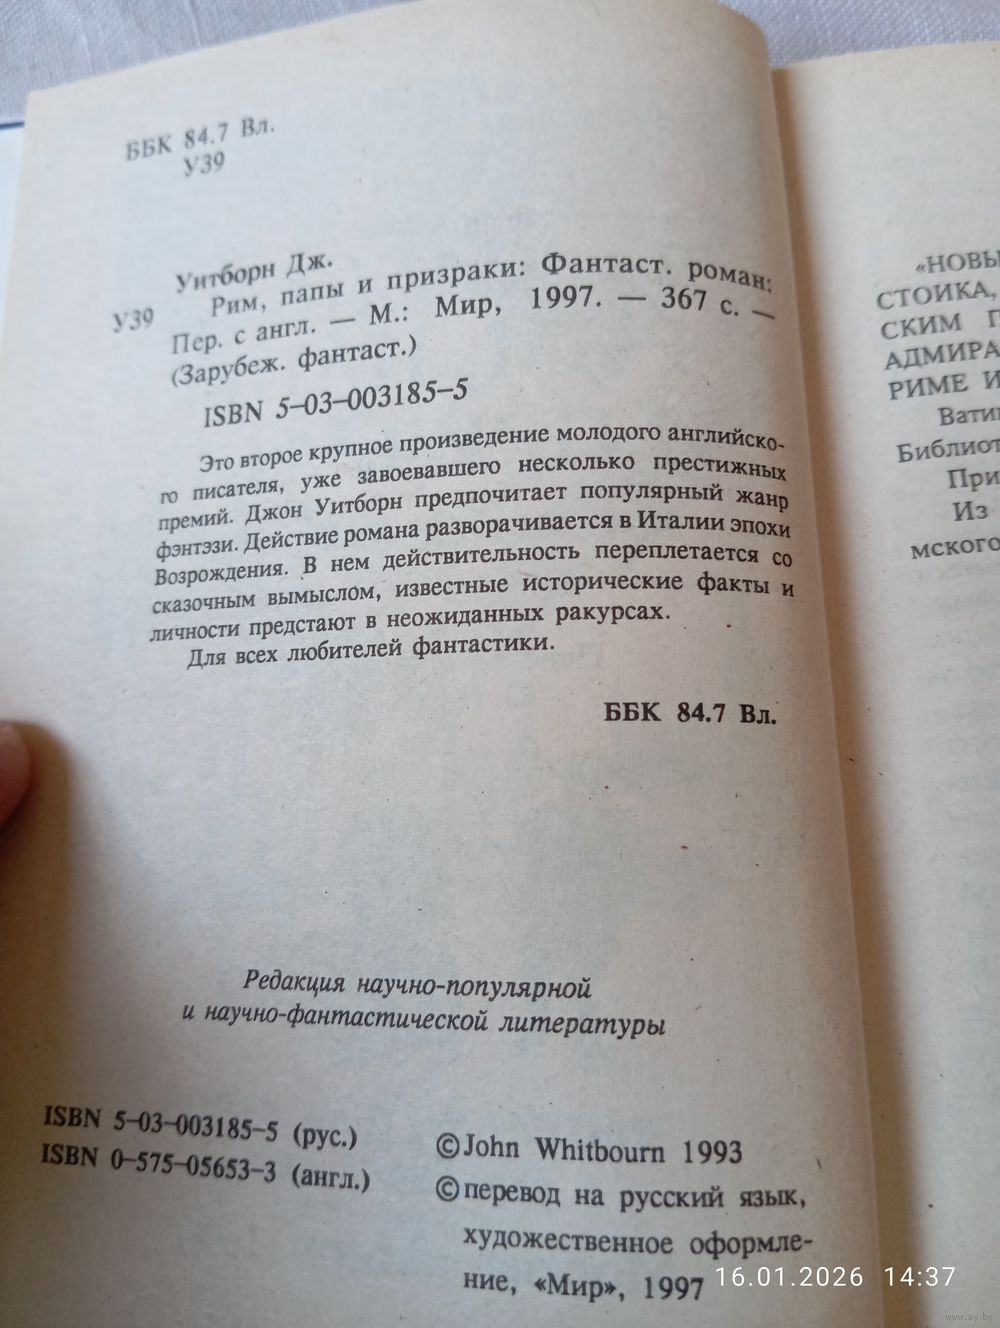 ББК 84.7 Вл.
У39
Уитборн Дж.
У39 Рим, папы и призраки: Фантаст. роман:
Пер. с англ. — М.: Мир, 1997. — 367 с. —
(Зарубеж. фантаст.)
ISBN 5–03–003185–5
Это второе крупное произведение молодого английско-
го писателя, уже завоевавшего несколько престижных
премий. Джон Уитборн предпочитает популярный жанр
фэнтэзи. Действие романа разворачивается в Италии эпохи
Возрождения. В нем действительность переплетается со
сказочным вымыслом, известные исторические факты и
личности предстают в неожиданных ракурсах.
Для всех любителей фантастики.
ББК 84.7 Вл.
Редакция научно-популярной
и научно-фантастической литературы
ISBN 5–03–003185–5 (рус.)
ISBN 0–575–05653–3 (англ.)
© John Whitbourn 1993
© перевод на русский язык,
художественное оформле-
ние, «Мир», 1997
«НОВЫ
СТОИКА,
СКИМ П
АДМИРА
РИМЕ И
Вати
Библиот
При
Из
мского
16.01.2026 14:37
www.ay.by